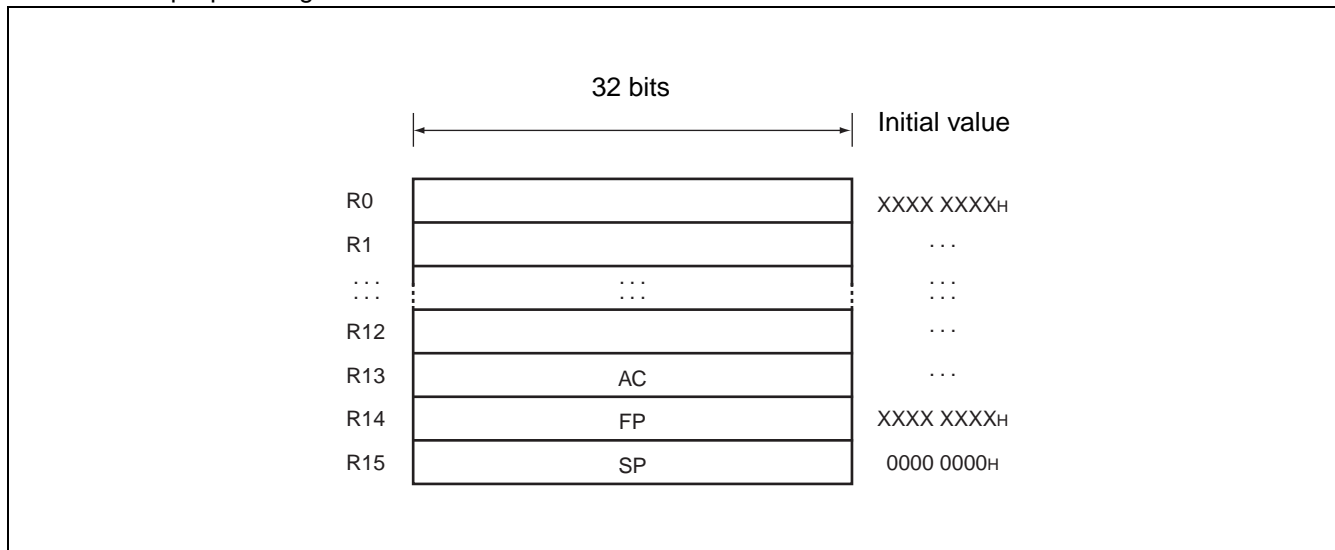 32 bits
Initial value
R0 XXXX XXXXH
R1 . . .
. . . . . . . . .
. . . . . . . . .
R12 . . .
R13 AC . . .
R14 FP XXXX XXXXH
R15 SP 0000 0000H